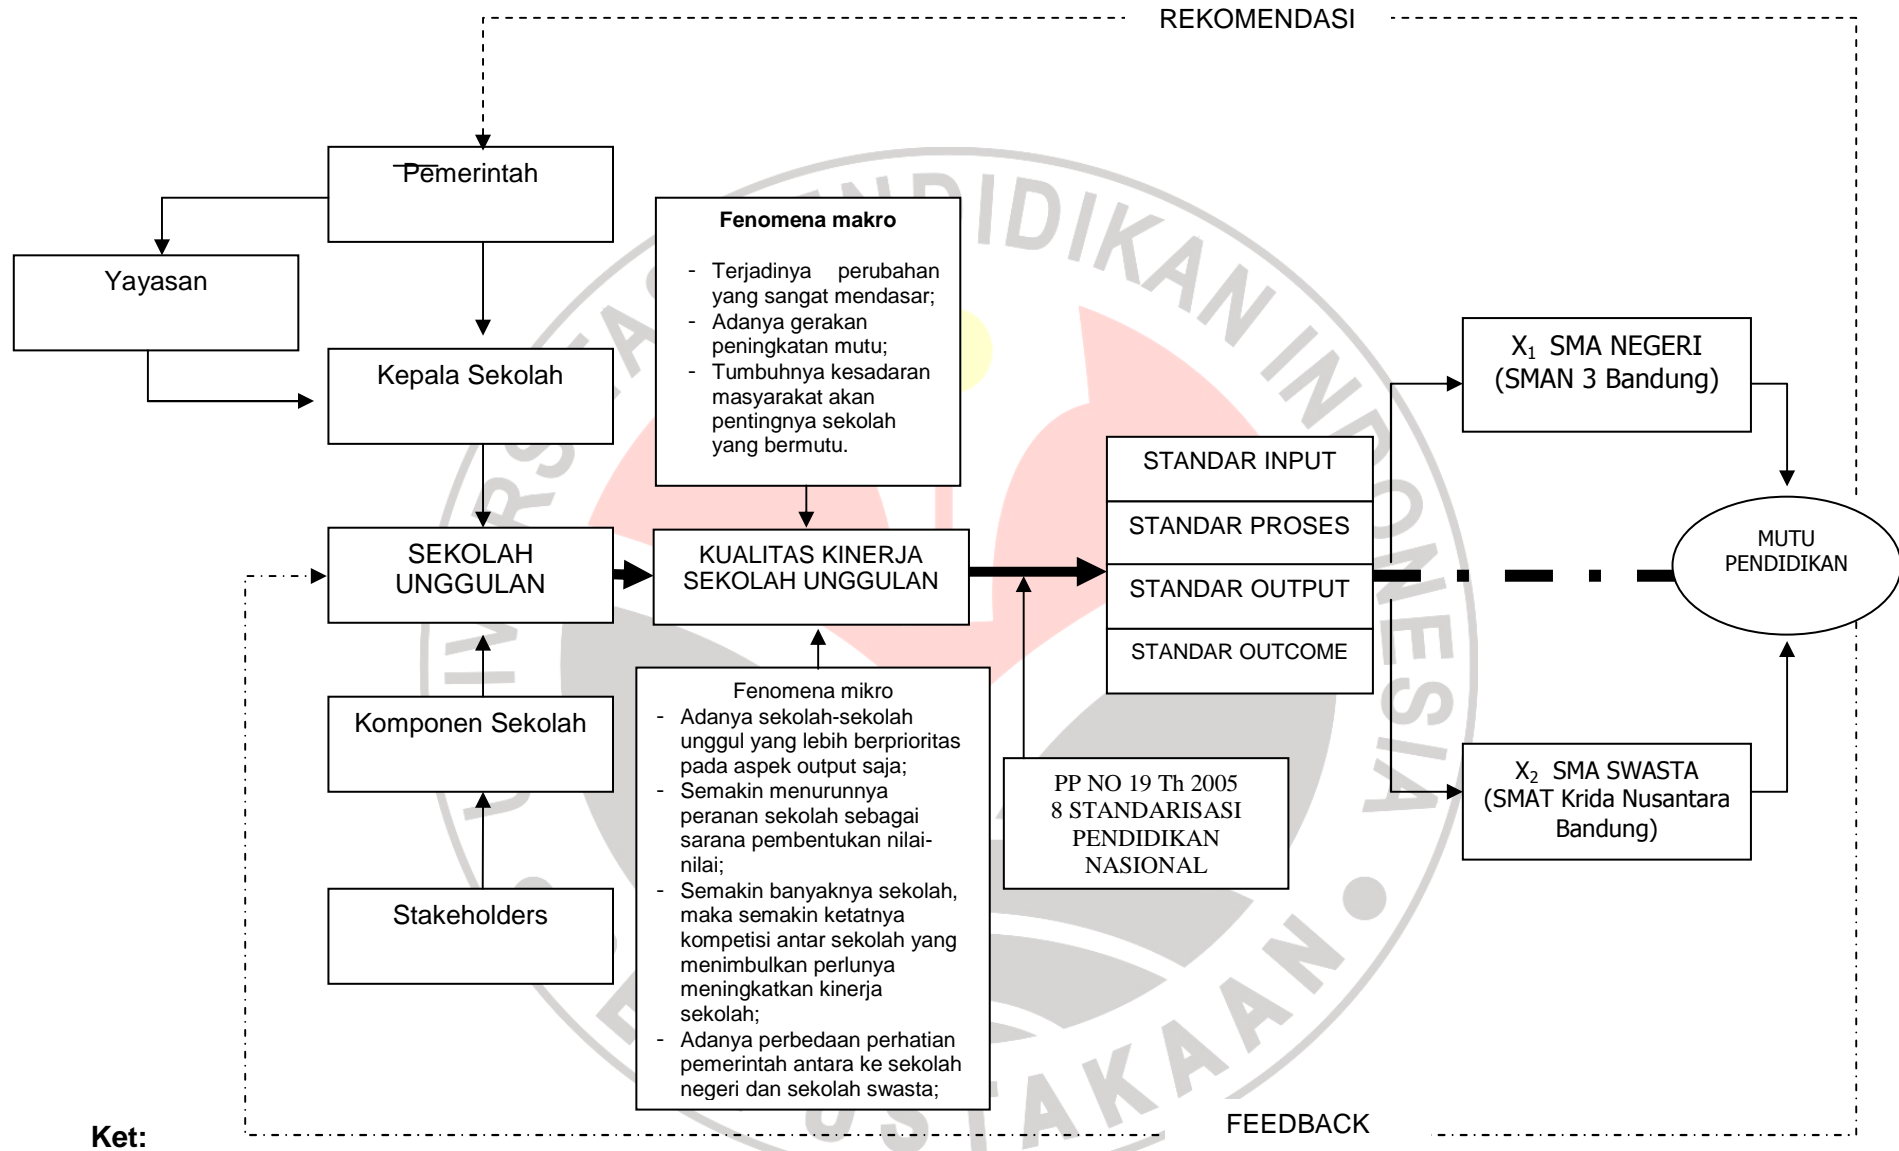 REKOMENDASI
Pemerintah
Yayasan
Kepala Sekolah
SEKOLAH
UNGGULAN
Komponen Sekolah
Stakeholders
Fenomena makro
- Terjadinya perubahan
yang sangat mendasar;
- Adanya gerakan
peningkatan mutu;
- Tumbuhnya kesadaran
masyarakat akan
pentingnya sekolah
yang bermutu.
KUALITAS KINERJA
SEKOLAH UNGGULAN
Fenomena mikro
- Adanya sekolah-sekolah
unggul yang lebih berprioritas
pada aspek output saja;
- Semakin menurunnya
peranan sekolah sebagai
sarana pembentukan nilai-
nilai;
- Semakin banyaknya sekolah,
maka semakin ketatnya
kompetisi antar sekolah yang
menimbulkan perlunya
meningkatkan kinerja
sekolah;
- Adanya perbedaan perhatian
pemerintah antara ke sekolah
negeri dan sekolah swasta;
PP NO 19 Th 2005
8 STANDARISASI
PENDIDIKAN
NASIONAL
STANDAR INPUT
STANDAR PROSES
STANDAR OUTPUT
STANDAR OUTCOME
X₁ SMA NEGERI
(SMAN 3 Bandung)
X₂ SMA SWASTA
(SMAT Krida Nusantara
Bandung)
MUTU
PENDIDIKAN
FEEDBACK
Ket:
PENDIDIKAN INDONESIA